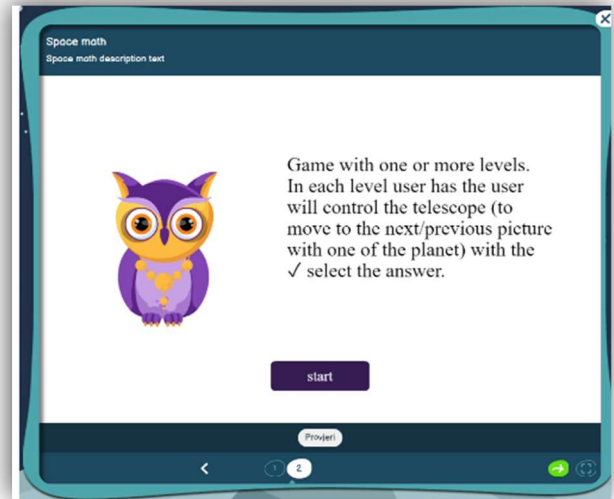 Space math
Space math description text
Game with one or more levels.
In each level user has the user
will control the telescope (to
move to the next/previous picture
with one of the planet) with the
✓ select the answer.
start
Provjeri
1 2